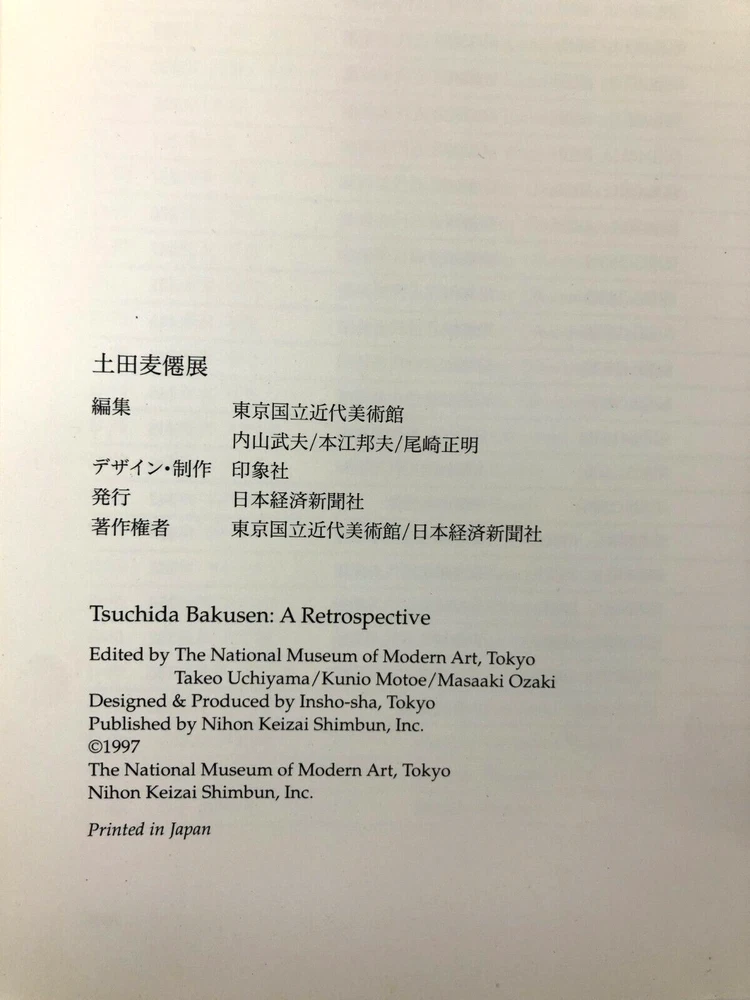 土田麦僊展
編集 東京国立近代美術館
内山武夫/本江邦夫/尾崎正明
デザイン・制作 印象社
発行 日本経済新聞社
著作権者 東京国立近代美術館/日本経済新聞社
Tsuchida Bakusen: A Retrospective
Edited by The National Museum of Modern Art, Tokyo
Takeo Uchiyama/Kunio Motoe/Masaaki Ozaki
Designed & Produced by Insho-sha, Tokyo
Published by Nihon Keizai Shimbun, Inc.
©1997
The National Museum of Modern Art, Tokyo
Nihon Keizai Shimbun, Inc.
Printed in Japan